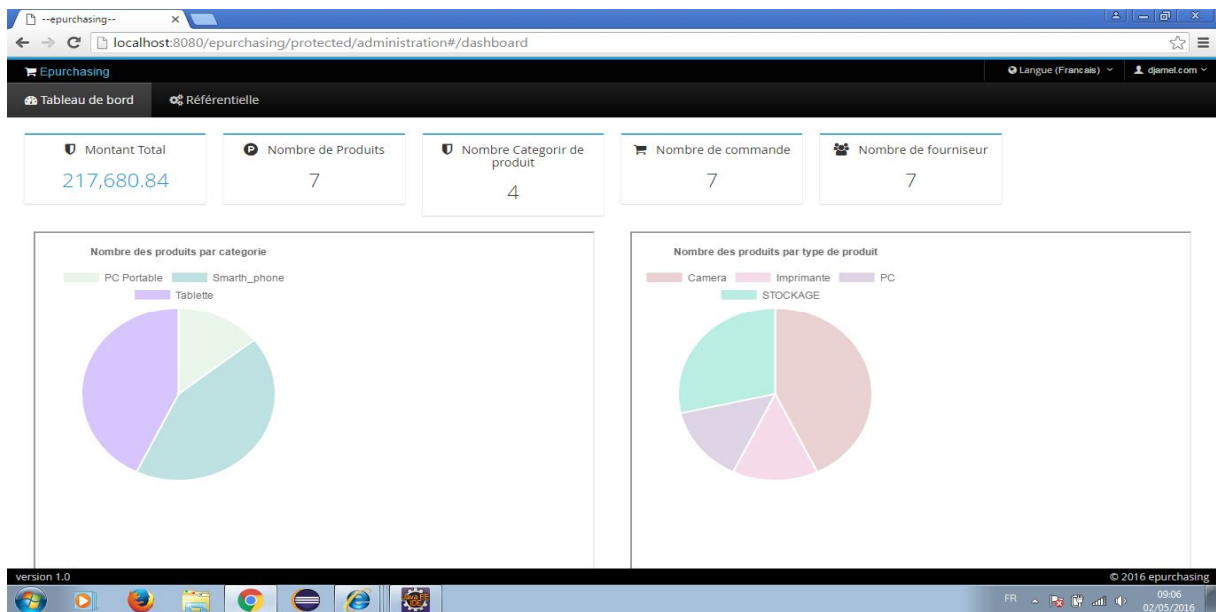 --epurchasing--
localhost:8080/epurchasing/protected/administration#/dashboard
Epurchasing
Langue (Francais)
djamel.com
Tableau de bord
Référentielle
Montant Total
217,680.84
Nombre de Produits
7
Nombre Categorir de
produit
4
Nombre de commande
7
Nombre de fourniseur
7
Nombre des produits par categorie
PC Portable
Smarth_phone
Tablette
Nombre des produits par type de produit
Camera
Imprimante
PC
STOCKAGE
version 1.0
© 2016 epurchasing
Java EE
IDE
FR
09:06
02/05/2016